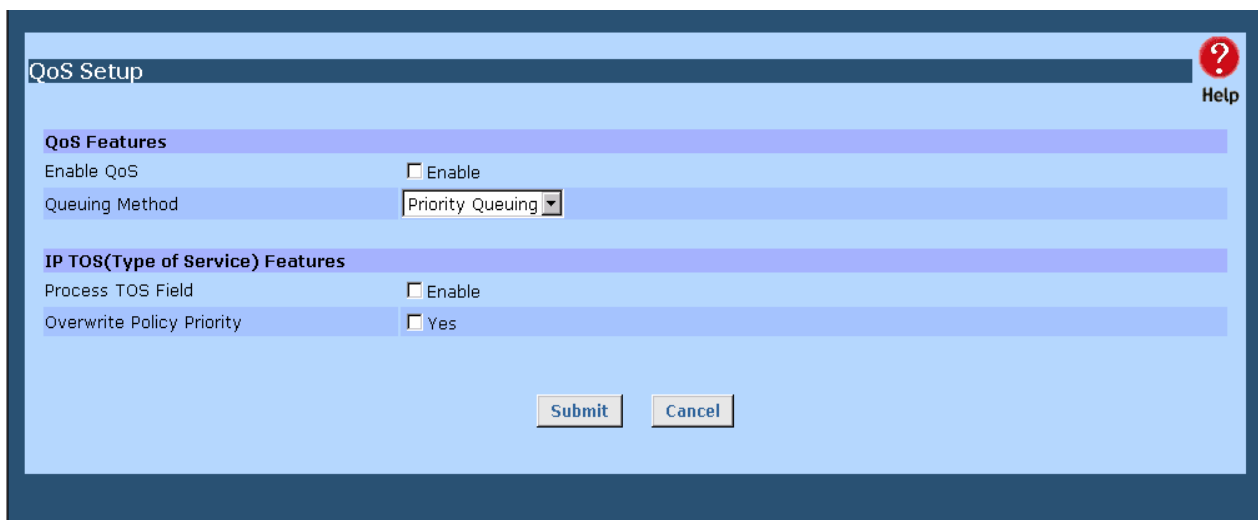 QoS Setup
Help
QoS Features
Enable QoS Enable
Queuing Method Priority Queuing
IP TOS(Type of Service) Features
Process TOS Field Enable
Overwrite Policy Priority Yes
Submit Cancel